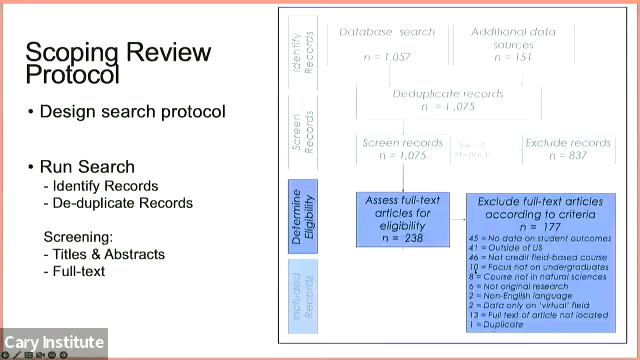 Scoping Review
Protocol
• Design search protocol
• Run Search
- Identify Records
- De-duplicate Records
Screening:
- Titles & Abstracts
- Full-text
Identify
Records
Database search
n = 1,057
Additional data
sources
n = 151
Deduplicate records
n = 1,075
Screen
Records
Screen records
n = 1,075
Titles &
Abstracts
Exclude records
n = 837
Determine
Eligibility
Assess full-text
articles for
eligibility
n = 238
Exclude full-text articles
according to criteria
n = 177
45 = No data on student outcomes
41 = Outside of US
46 = Not credit field-based course
10 = Focus not on undergraduates
8 = Course not in natural sciences
6 = Not original research
2 = Non-English language
2 = Data only on 'virtual' field
13 = Full text of article not located
1 = Duplicate
Included
Records
Cary Institute